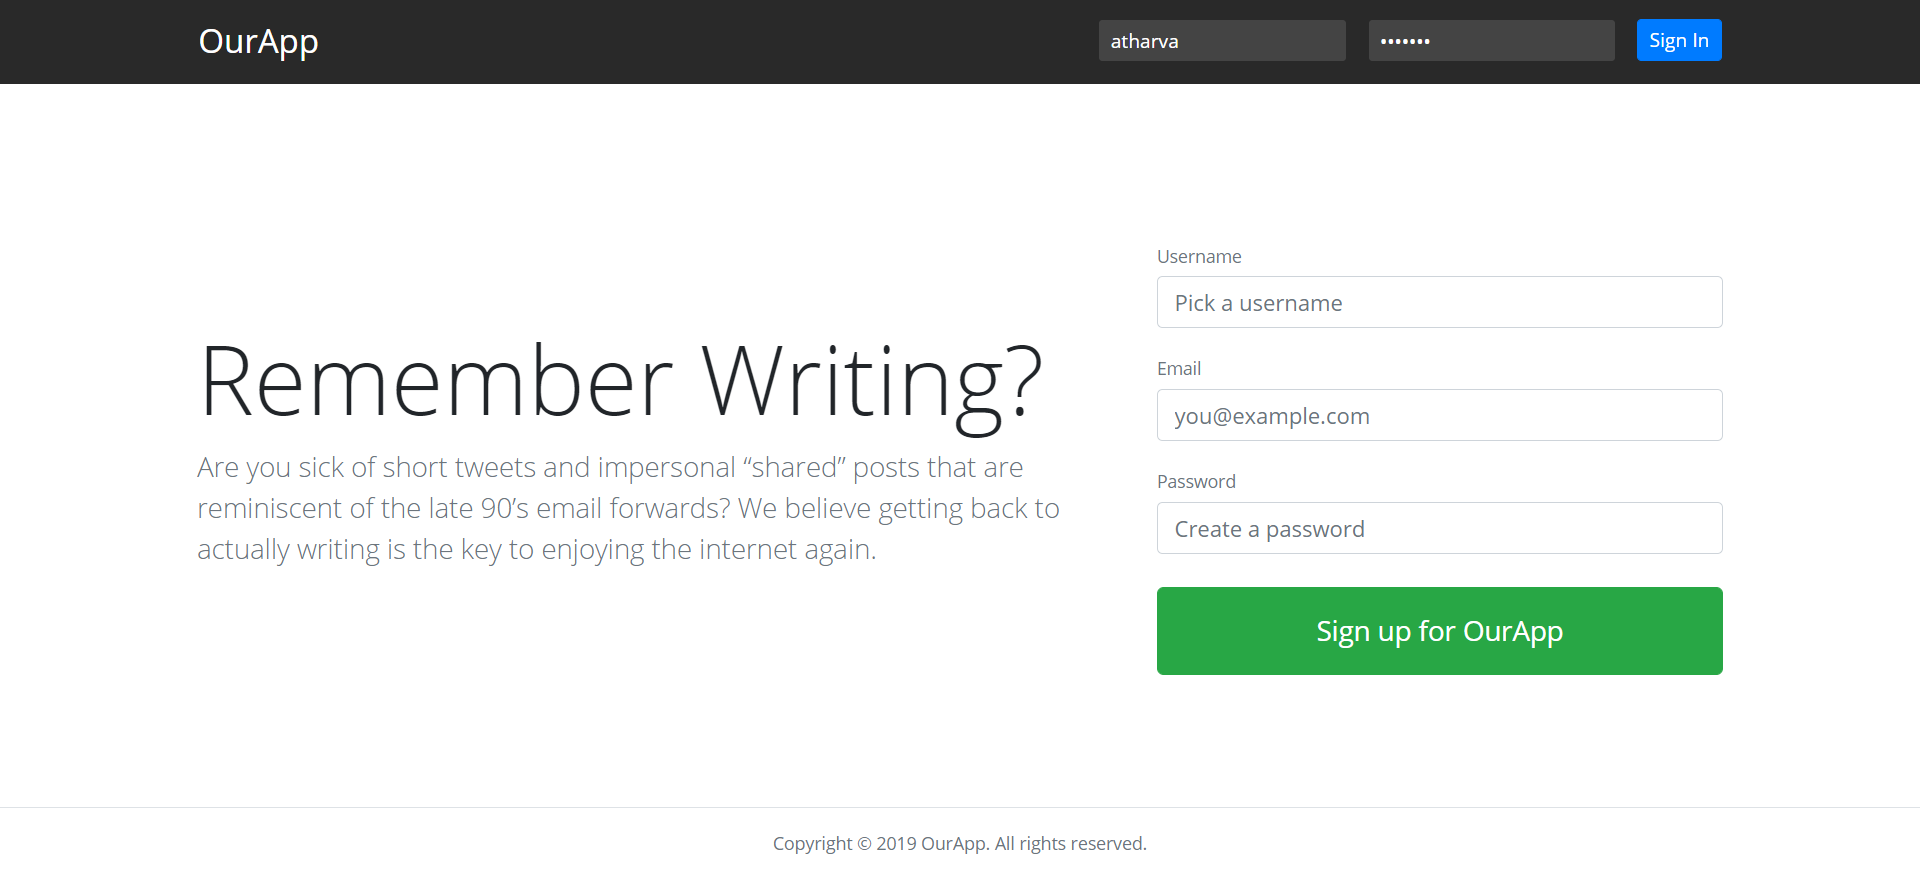 OurApp
atharva
•••••••
Sign In
Remember Writing?
Are you sick of short tweets and impersonal “shared” posts that are
reminiscent of the late 90’s email forwards? We believe getting back to
actually writing is the key to enjoying the internet again.
Username
Pick a username
Email
you@example.com
Password
Create a password
Sign up for OurApp
Copyright © 2019 OurApp. All rights reserved.